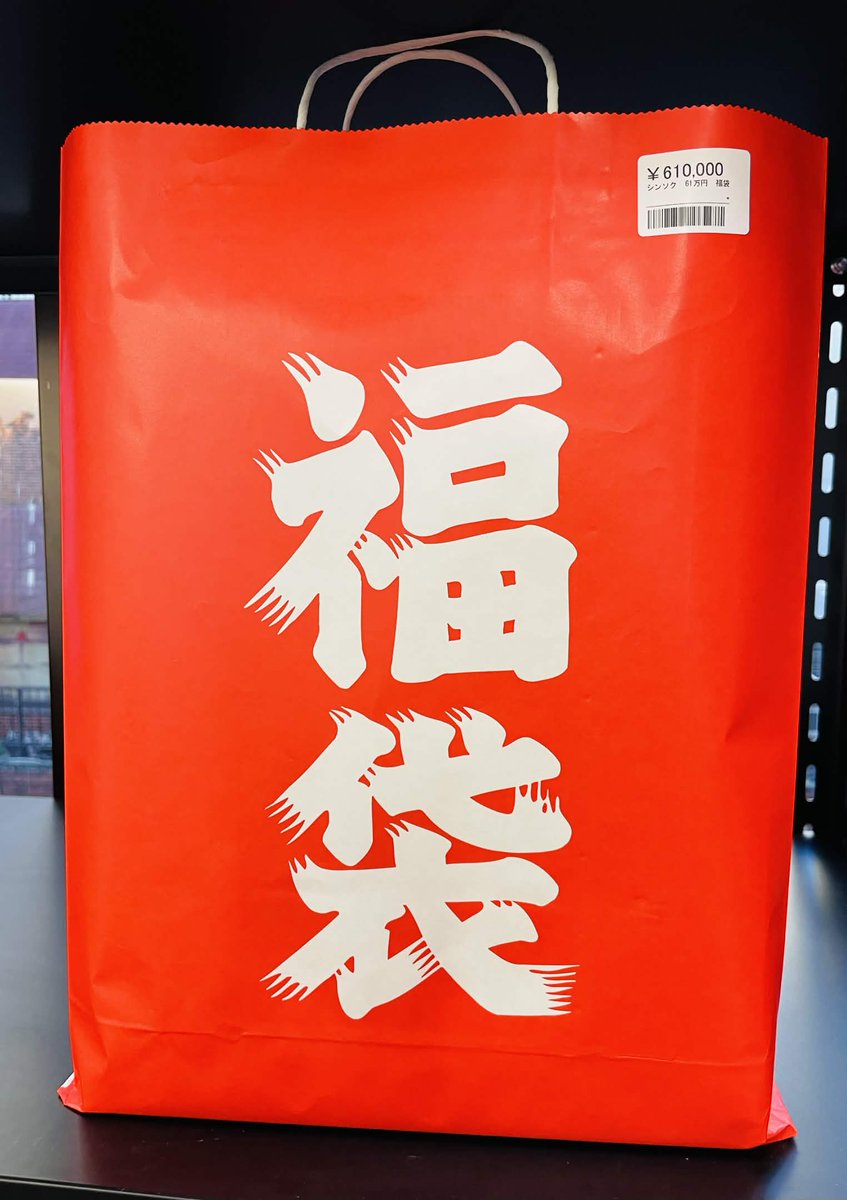 ¥610,000
シンソク 61万円 福袋
福袋